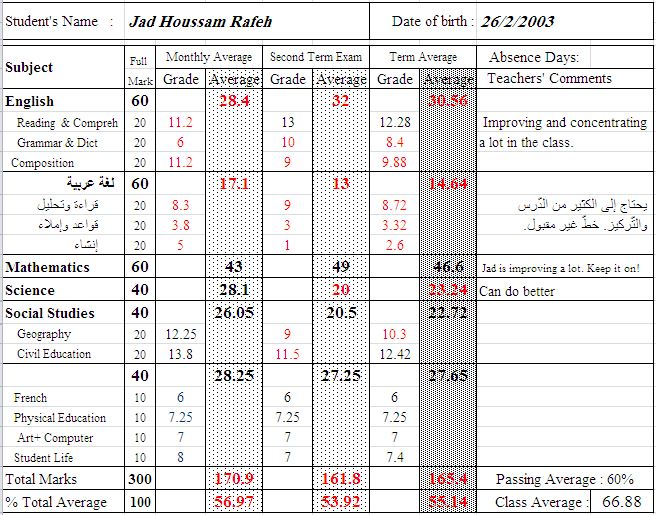 Student's Name : Jad Houssam Rafeh Date of birth : 26/2/2003
Subject Full Mark Monthly Average Second Term Exam Term Average Absence Days:
Grade Average Grade Average Grade Average Teachers' Comments
English 60 28.4 32 30.56
Reading & Compreh 20 11.2 13 12.28 Improving and concentrating
Grammar & Dict 20 6 10 8.4 a lot in the class.
Composition 20 11.2 9 9.88
لغة عربية 60 17.1 13 14.64
قراءة وتحليل 20 8.3 9 8.72 يحتاج إلى الكثير من الدّرس
قواعد وإملاء 20 3.8 3 3.32 والتّركيز. خطّ غير مقبول.
إنشاء 20 5 1 2.6
Mathematics 60 43 49 46.6 Jad is improving a lot. Keep it on!
Science 40 28.1 20 23.24 Can do better
Social Studies 40 26.05 20.5 22.72
Geography 20 12.25 9 10.3
Civil Education 20 13.8 11.5 12.42
40 28.25 27.25 27.65
French 10 6 6 6
Physical Education 10 7.25 7.25 7.25
Art+ Computer 10 7 7 7
Student Life 10 8 7 7.4
Total Marks 300 170.9 161.8 165.4 Passing Average : 60%
% Total Average 100 56.97 53.92 55.14 Class Average : 66.88